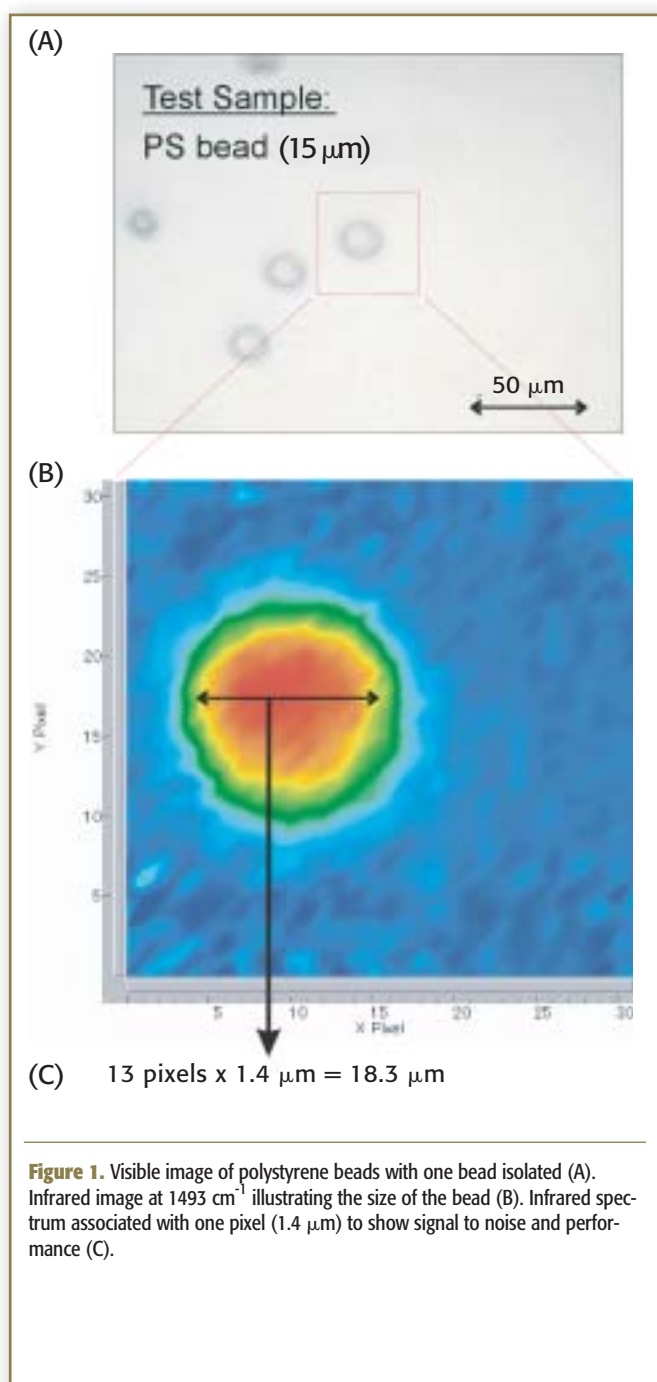 (A)
Test Sample:
PS bead (15 μm)
50 μm
(B)
30
25
20
15
10
5
Y Pixel
5 10 15 20 25 30
X Pixel
(C) 13 pixels x 1.4 μm = 18.3 μm
Figure 1. Visible image of polystyrene beads with one bead isolated (A).
Infrared image at 1493 cm⁻¹ illustrating the size of the bead (B). Infrared spec-
trum associated with one pixel (1.4 μm) to show signal to noise and perfor-
mance (C).